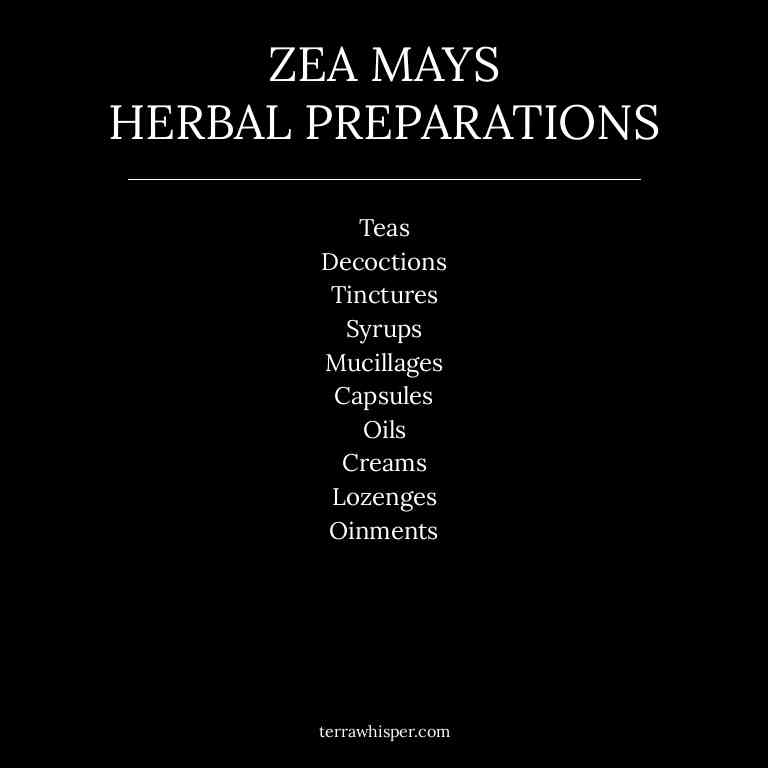 ZEA MAYS
HERBAL PREPARATIONS
Teas
Decoctions
Tinctures
Syrups
Mucillages
Capsules
Oils
Creams
Lozenges
Oinments
terrawhisper.com